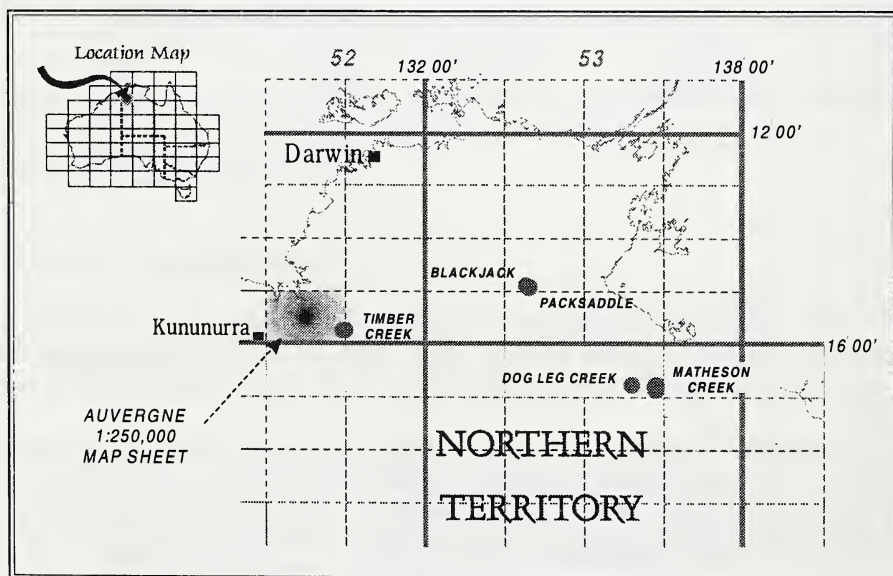 Location Map
52
132 00'
53
138 00'
12 00'
Darwin
BLACKJACK
PACKSADDLE
Kununurra
TIMBER
CREEK
16 00'
DOG LEG CREEK
MATHESON
CREEK
AUVERGNE
1:250,000
MAP SHEET
NORTHERN
TERRITORY